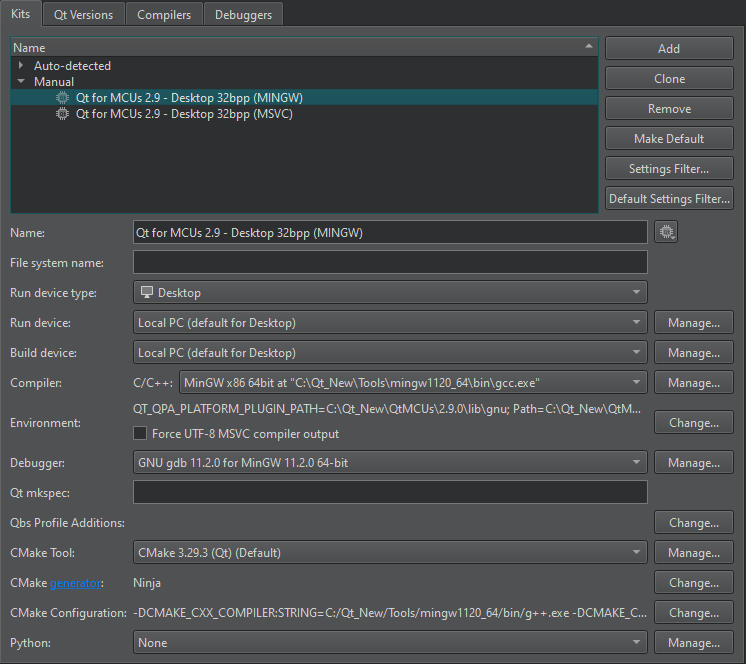 Kits Qt Versions Compilers Debuggers
Name
Auto-detected
Manual
Qt for MCUs 2.9 - Desktop 32bpp (MINGW)
Qt for MCUs 2.9 - Desktop 32bpp (MSVC)
Add
Clone
Remove
Make Default
Settings Filter...
Default Settings Filter...
Name: Qt for MCUs 2.9 - Desktop 32bpp (MINGW)
File system name:
Run device type: Desktop
Run device: Local PC (default for Desktop) Manage...
Build device: Local PC (default for Desktop) Manage...
Compiler: C/C++: MinGW x86 64bit at "C:\Qt_New\Tools\mingw1120_64\bin\gcc.exe" Manage...
QT_QPA_PLATFORM_PLUGIN_PATH=C:\Qt_New\QtMCUs\2.9.0\lib\gnu; Path=C:\Qt_New\QtM...
Environment: Change...
Force UTF-8 MSVC compiler output
Debugger: GNU gdb 11.2.0 for MinGW 11.2.0 64-bit Manage...
Qt mkspec:
Qbs Profile Additions: Change...
CMake Tool: CMake 3.29.3 (Qt) (Default) Manage...
CMake generator: Ninja Change...
CMake Configuration: -DCMAKE_CXX_COMPILER:STRING=C:/Qt_New/Tools/mingw1120_64/bin/g++.exe -DCMAKE_C... Change...
Python: None Manage...